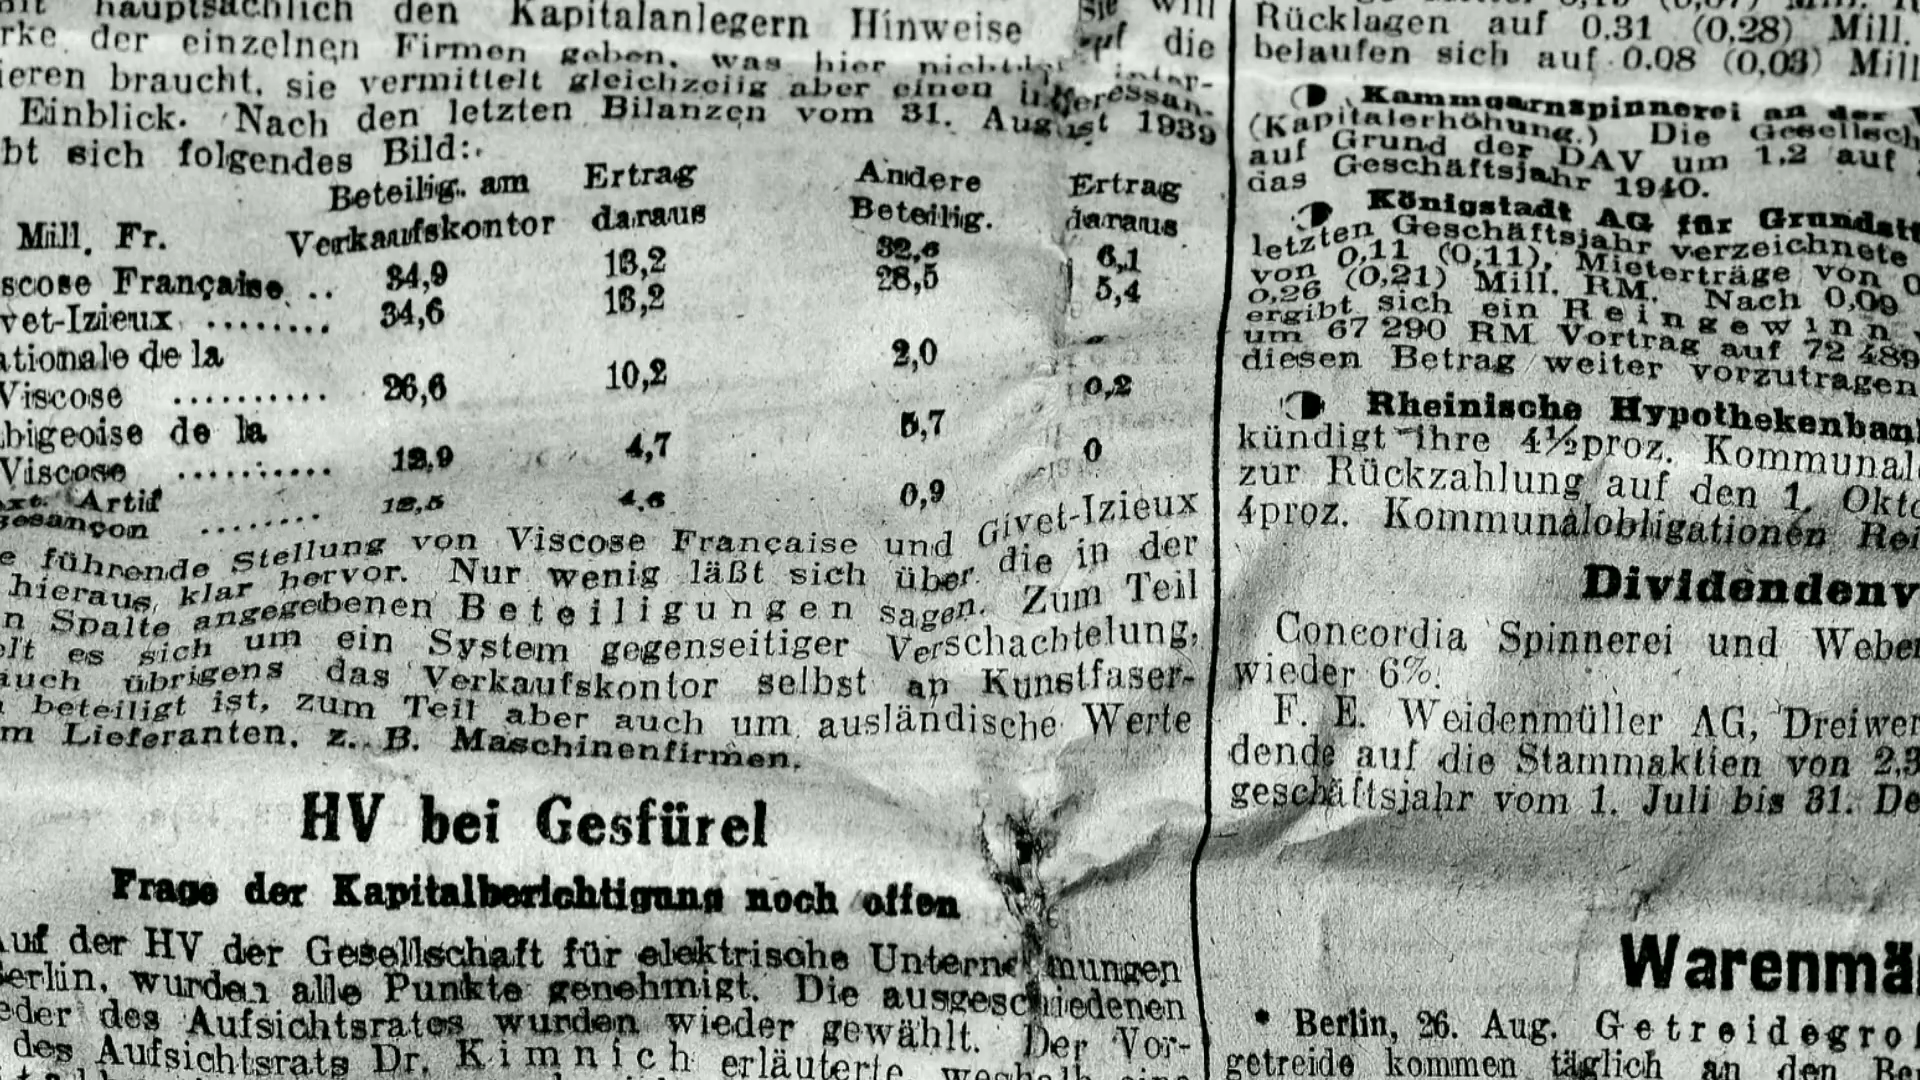 hauptsächlich den Kapitalanlegern Hinweise
der einzelnen Firmen geben, was hier
ieren braucht, sie vermittelt gleichzeitig aber einen
Einblick. Nach den letzten Bilanzen vom 31. August 1939
bt sich folgendes Bild:
Beteilig. am Ertrag Andere Ertrag
Mill. Fr. Verkaufskontor daraus Beteilig. daraus
scose Française .. 34,9 13,2 32,6 6,1
vet-Izieux ........ 34,6 13,2 28,5 5,4
ationale de la
Viscose .......... 26,6 10,2 2,0 -
bigeoise de la 0,2
Viscose .......... 12,9 4,7 5,7 0
Artif
esançon ........ 12,5 4,6 0,9
e führende Stellung von Viscose Française und Givet-Izieux
hieraus klar hervor. Nur wenig läßt sich über die in der
n Spalte angegebenen Beteiligungen sagen. Zum Teil
lt es sich um ein System gegenseitiger Verschachtelung,
auch übrigens das Verkaufskontor selbst an Kunstfaser-
beteiligt ist, zum Teil aber auch um ausländische Werte
m Lieferanten, z. B. Maschinenfirmen.
HV bei Gesfürel
Frage der Kapitalberichtigung noch offen
Auf der HV der Gesellschaft für elektrische Unternehmungen
Berlin, wurden alle Punkte genehmigt. Die ausgeschiedenen
eder des Aufsichtsrates wurden wieder gewählt. Der Vor-
des Aufsichtsrats Dr. Kimnich erläuterte, weshalb eine
Rücklagen auf 0.31 (0,28) Mill.
belaufen sich auf 0.08 (0,03) Mill
Kammgarnspinnerei an der
(Kapitalerhöhung.) Die Gesellsch
auf Grund der DAV um 1,2 auf
das Geschäftsjahr 1940.
Königstadt AG für Grundst
letzten Geschäftsjahr verzeichnete
von 0,11 (0,11), Mieterträge von 0
0,26 (0,21) Mill. RM. Nach 0,09
ergibt sich ein Reingewinn
um 67 290 RM Vortrag auf 72 489
diesen Betrag weiter vorzutragen
Rheinische Hypothekenban
kündigt ihre 4½proz. Kommunal
zur Rückzahlung auf den 1. Okto
4proz. Kommunalobligationen Rei
Dividendenv
Concordia Spinnerei und Webe
wieder 6%.
F. E. Weidenmüller AG, Dreiwer
dende auf die Stammaktien von 2,3
geschäftsjahr vom 1. Juli bis 31. De
Warenmä
* Berlin, 26. Aug. Getreidegro
getreide kommen täglich an den Be